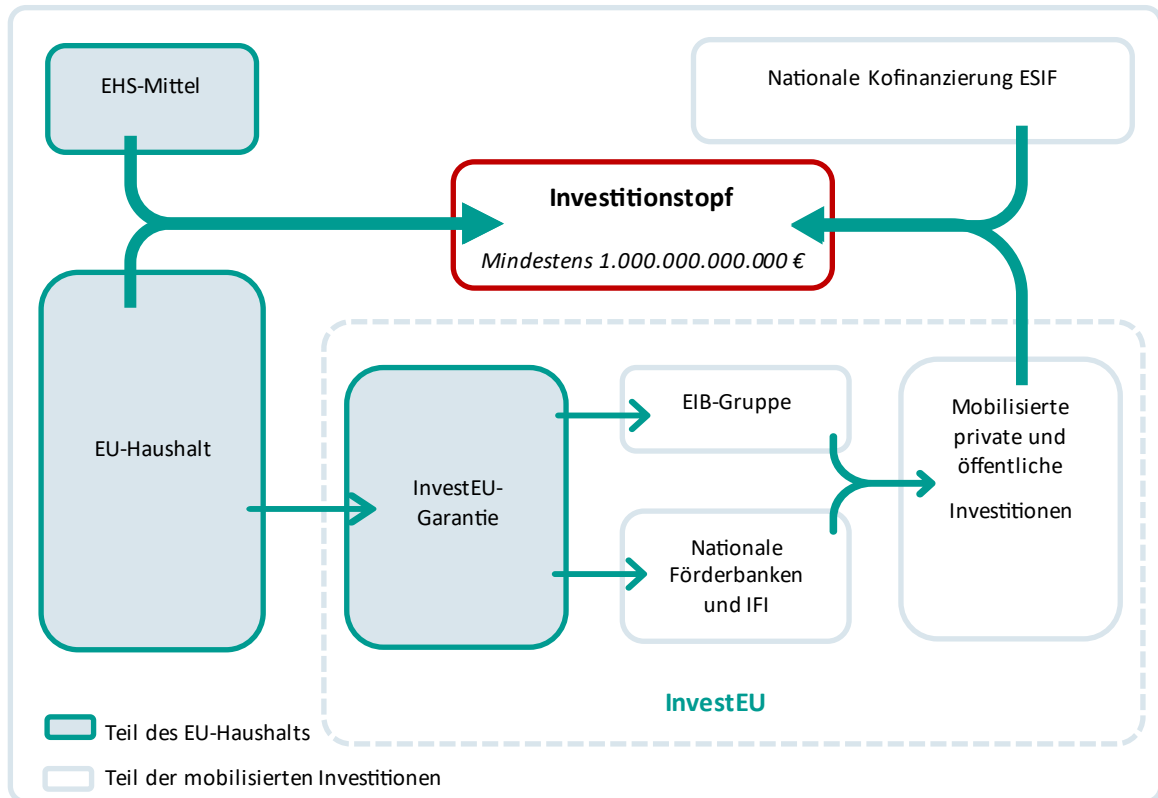 EHS-Mittel
Nationale Kofinanzierung ESIF
Investitionstopf
Mindestens 1.000.000.000.000 €
EU-Haushalt
InvestEU-
Garantie
EIB-Gruppe
Nationale
Förderbanken
und IFI
Mobilisierte
private und
öffentliche
Investitionen
InvestEU
Teil des EU-Haushalts
Teil der mobilisierten Investitionen